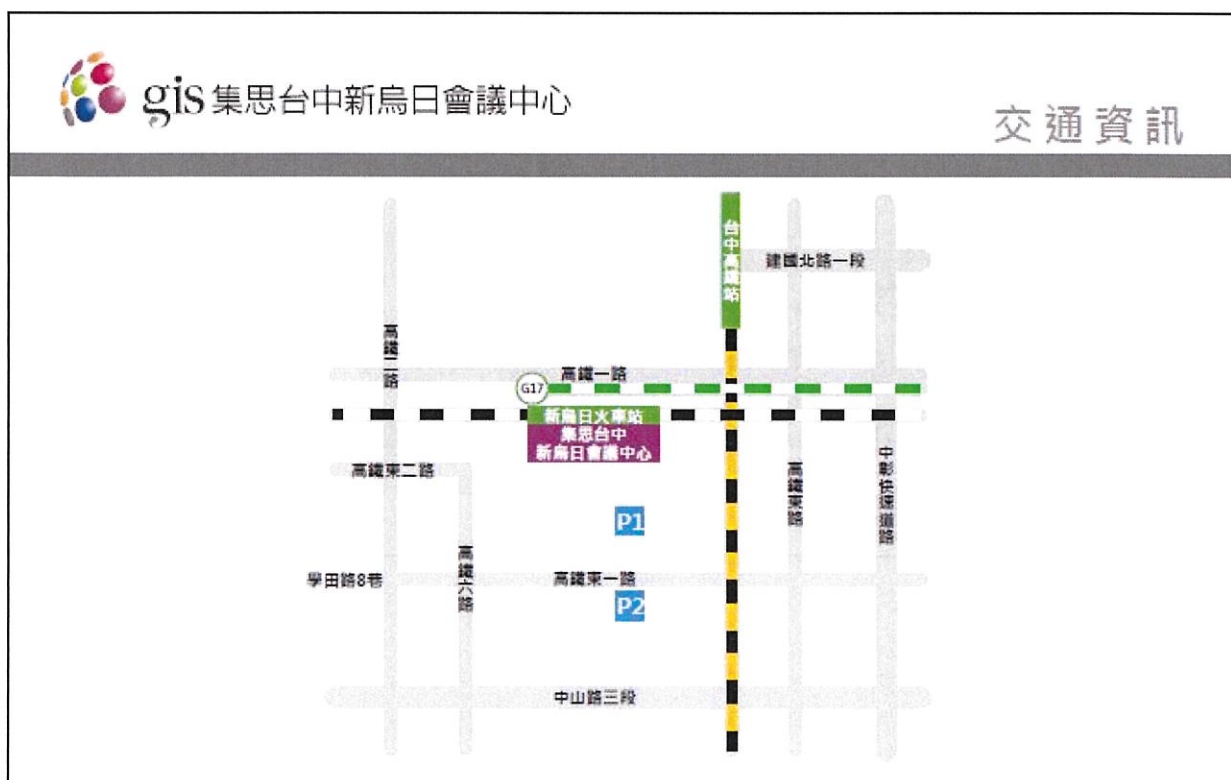 gis 集思台中新烏日會議中心
交通資訊
台中高鐵站
建國北路一段
高鐵二路
高鐵一路
G17
新烏日火車站
集思台中
新烏日會議中心
高鐵東二路
高鐵東路
中彰快速道路
P1
高鐵六路
學田路8巷
高鐵東一路
P2
中山路三段